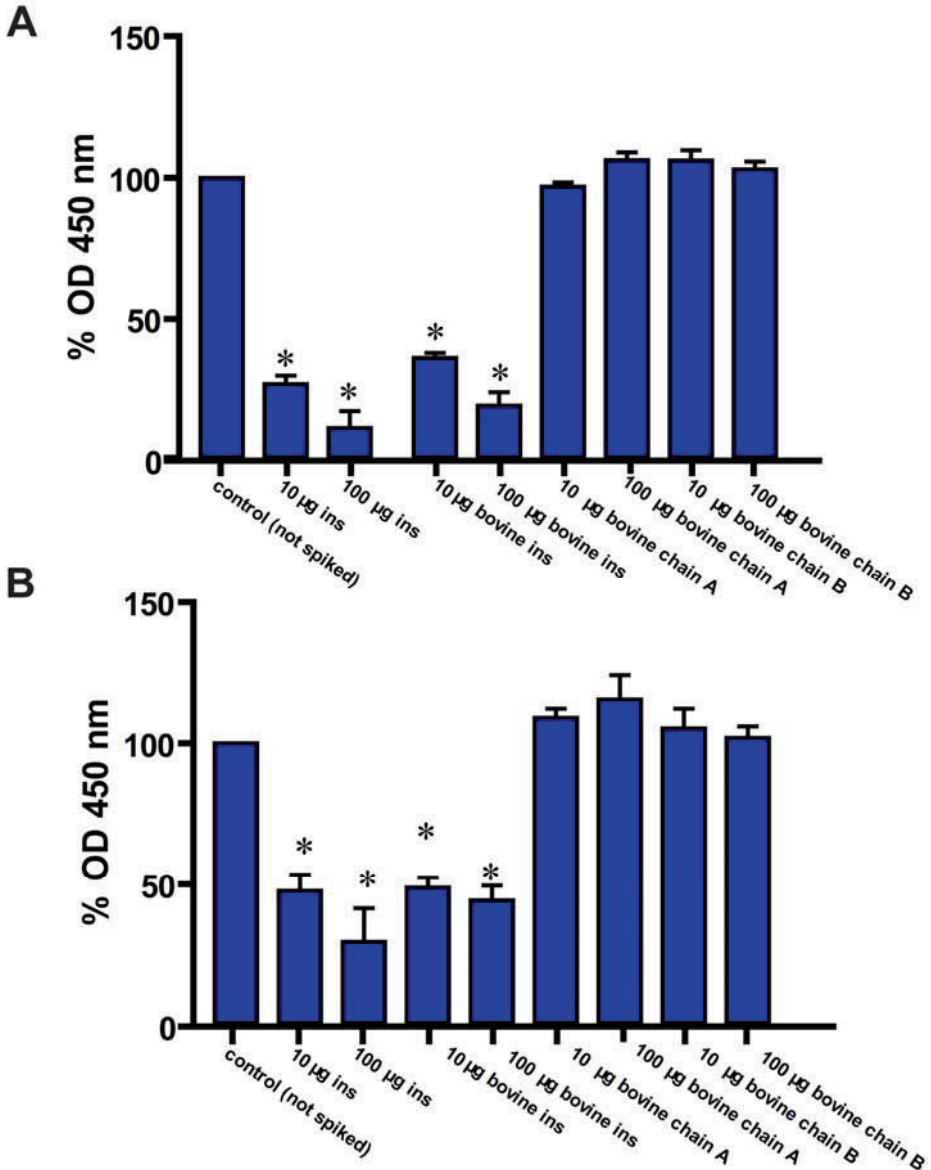 A
150
100
50
0
% OD 450 nm
*
*
*
*
control (not spiked)
10 µg ins
100 µg ins
10 µg bovine ins
100 µg bovine ins
10 µg bovine chain A
100 µg bovine chain A
10 µg bovine chain B
100 µg bovine chain B
B
150
100
50
0
% OD 450 nm
*
*
*
*
control (not spiked)
10 µg ins
100 µg ins
10 µg bovine ins
100 µg bovine ins
10 µg bovine chain A
100 µg bovine chain A
10 µg bovine chain B
100 µg bovine chain B